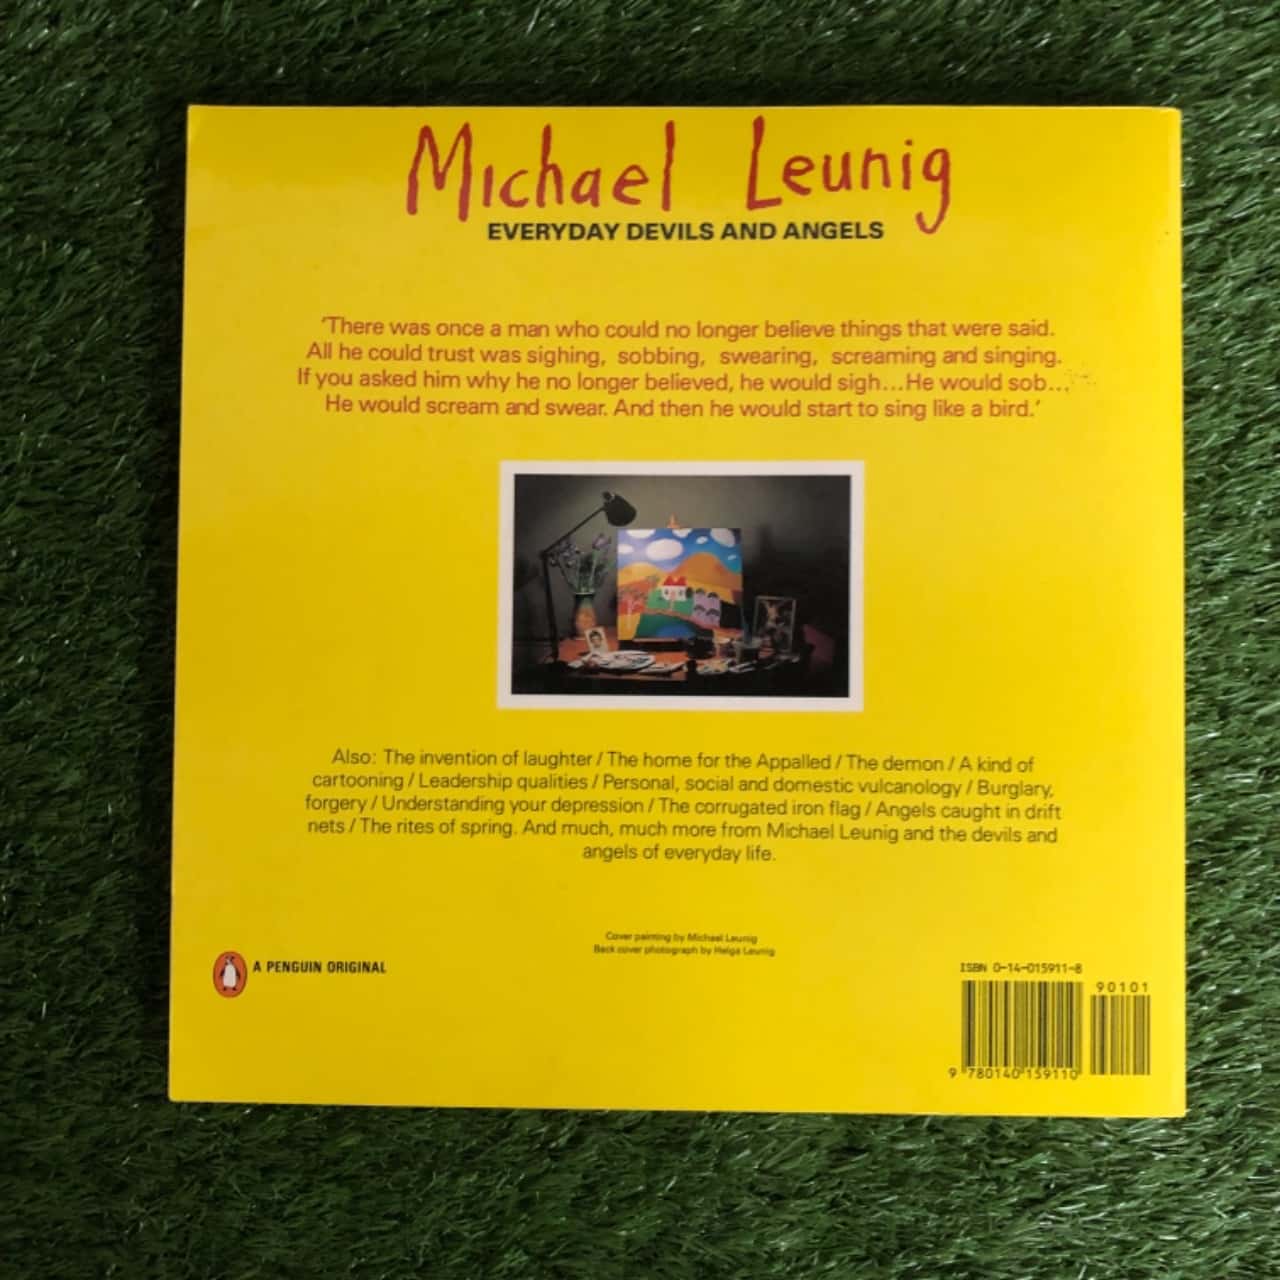 Michael Leunig
EVERYDAY DEVILS AND ANGELS
'There was once a man who could no longer believe things that were said.
All he could trust was sighing, sobbing, swearing, screaming and singing.
If you asked him why he no longer believed, he would sigh...He would sob...
He would scream and swear. And then he would start to sing like a bird.'
Also: The invention of laughter / The home for the Appalled / The demon / A kind of
cartooning / Leadership qualities / Personal, social and domestic vulcanology / Burglary,
forgery / Understanding your depression / The corrugated iron flag / Angels caught in drift
nets / The rites of spring. And much, much more from Michael Leunig and the devils and
angels of everyday life.
Cover painting by Michael Leunig
Back cover photograph by Helga Leunig
A PENGUIN ORIGINAL
ISBN 0-14-015911-8
90101
9 780140 159110